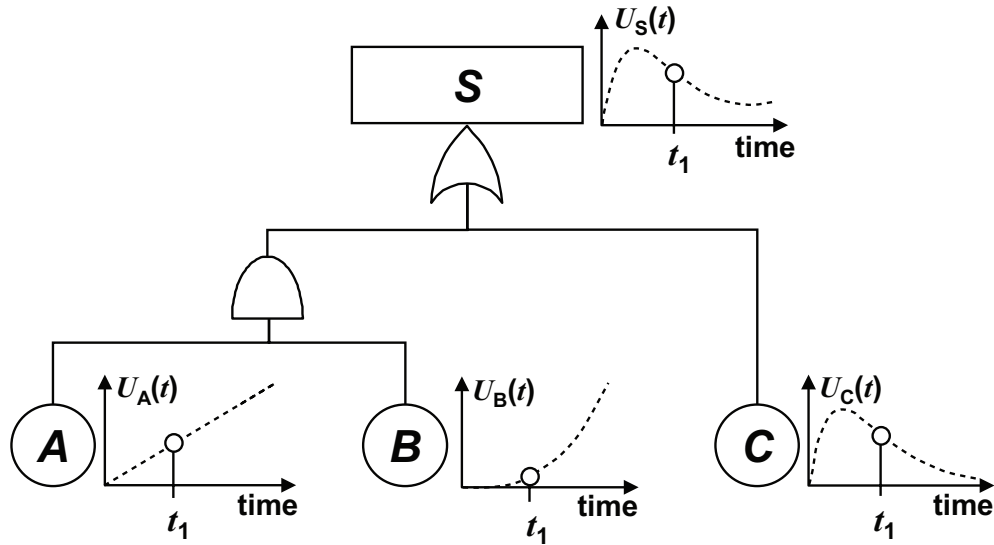 U_S(t)
S
time
t_1
U_A(t)
U_B(t)
U_C(t)
A
B
C
time
time
time
t_1
t_1
t_1